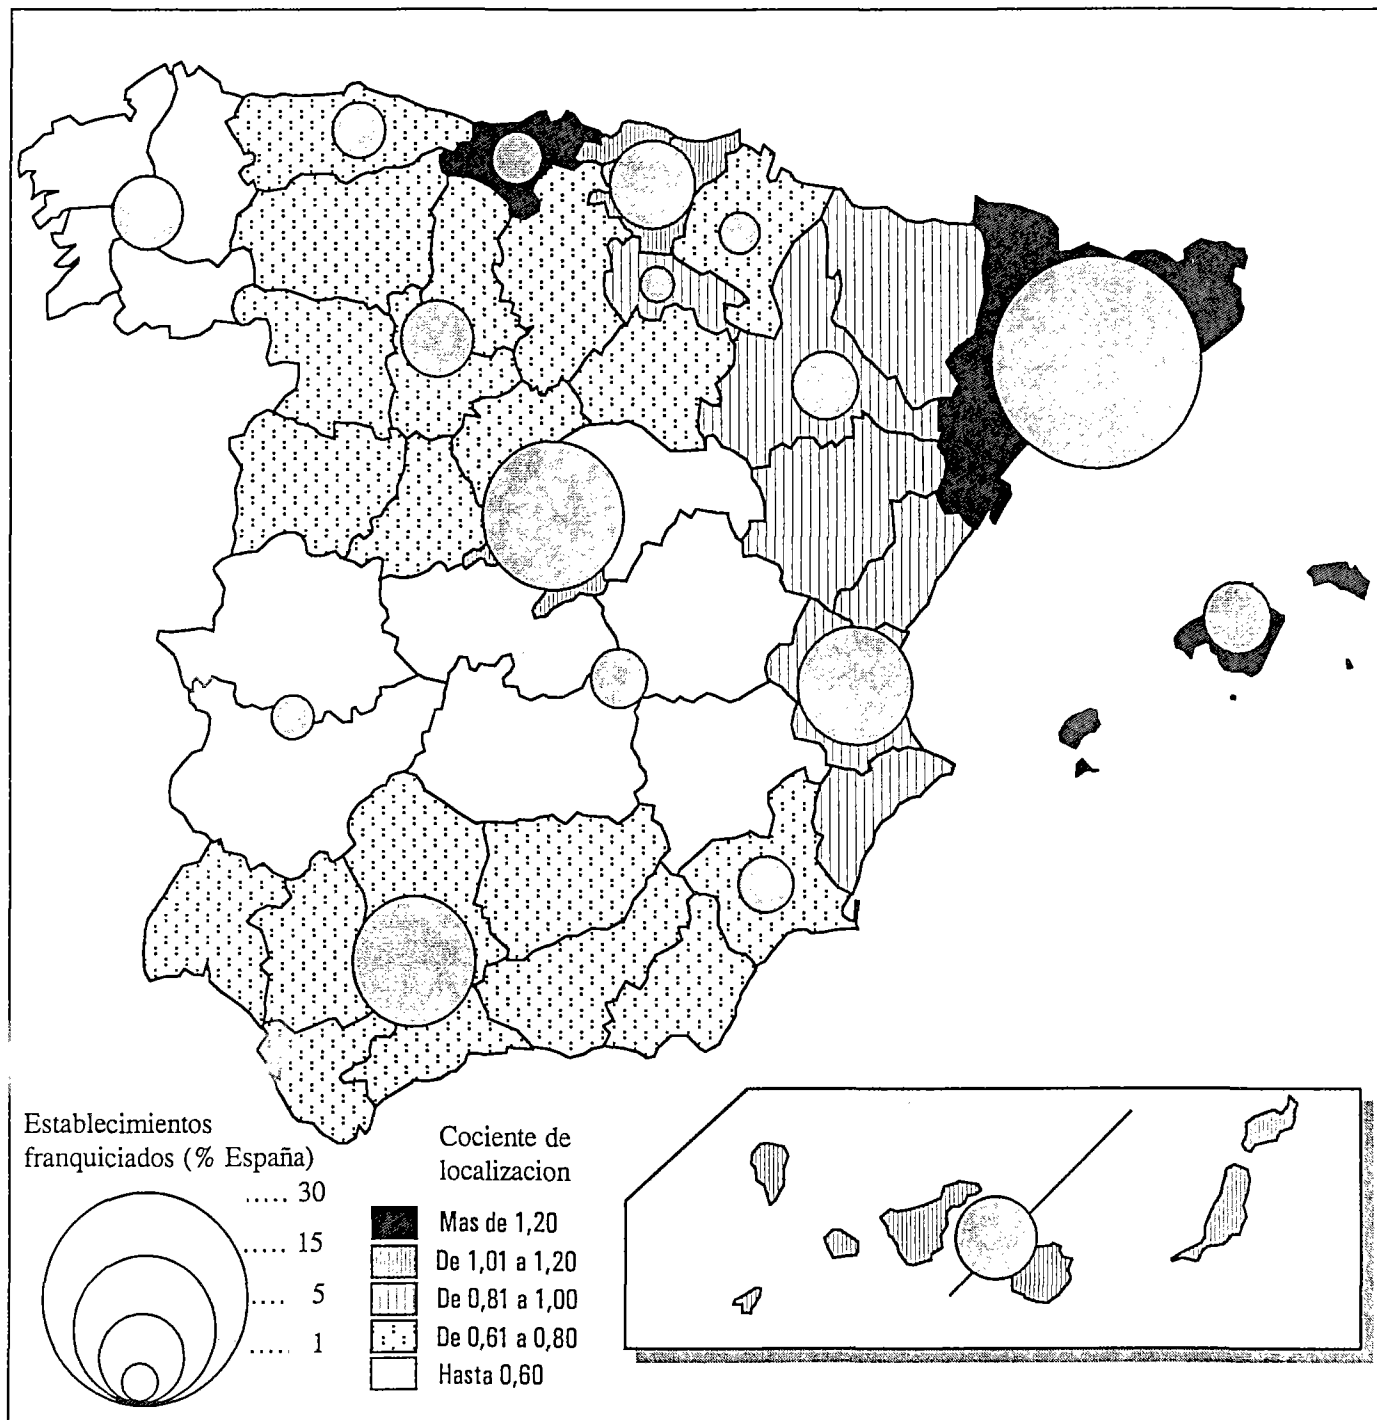 Establecimientos
franquiciados (% España)
..... 30
..... 15
.... 5
.... 1
Cociente de
localizacion
Mas de 1,20
De 1,01 a 1,20
De 0,81 a 1,00
De 0,61 a 0,80
Hasta 0,60